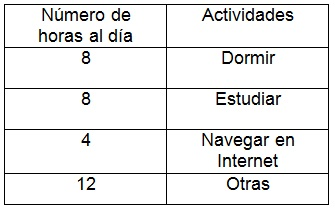 Número de Actividades
horas al día
8 Dormir
8 Estudiar
4 Navegar en
Internet
12 Otras